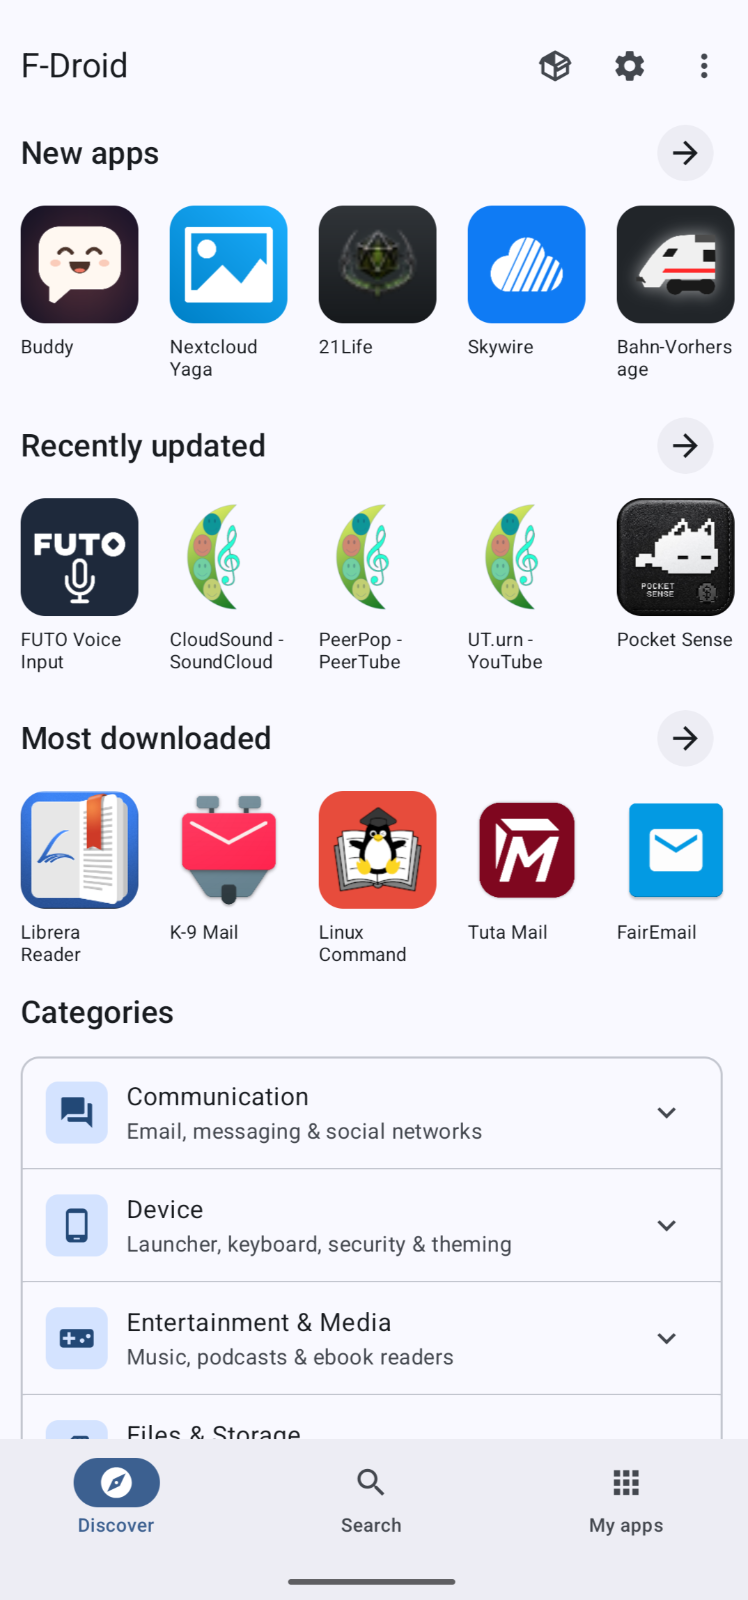 F-Droid
New apps
Buddy
Nextcloud
Yaga
21Life
Skywire
Bahn-Vorhers
age
Recently updated
FUTO
POCKET
SENSE
FUTO Voice
Input
CloudSound -
SoundCloud
PeerPop -
PeerTube
UT.urn -
YouTube
Pocket Sense
Most downloaded
M
Librera
Reader
K-9 Mail
Linux
Command
Tuta Mail
FairEmail
Categories
Communication
Email, messaging & social networks
Device
Launcher, keyboard, security & theming
Entertainment & Media
Music, podcasts & ebook readers
Files & Storage
Discover
Search
My apps